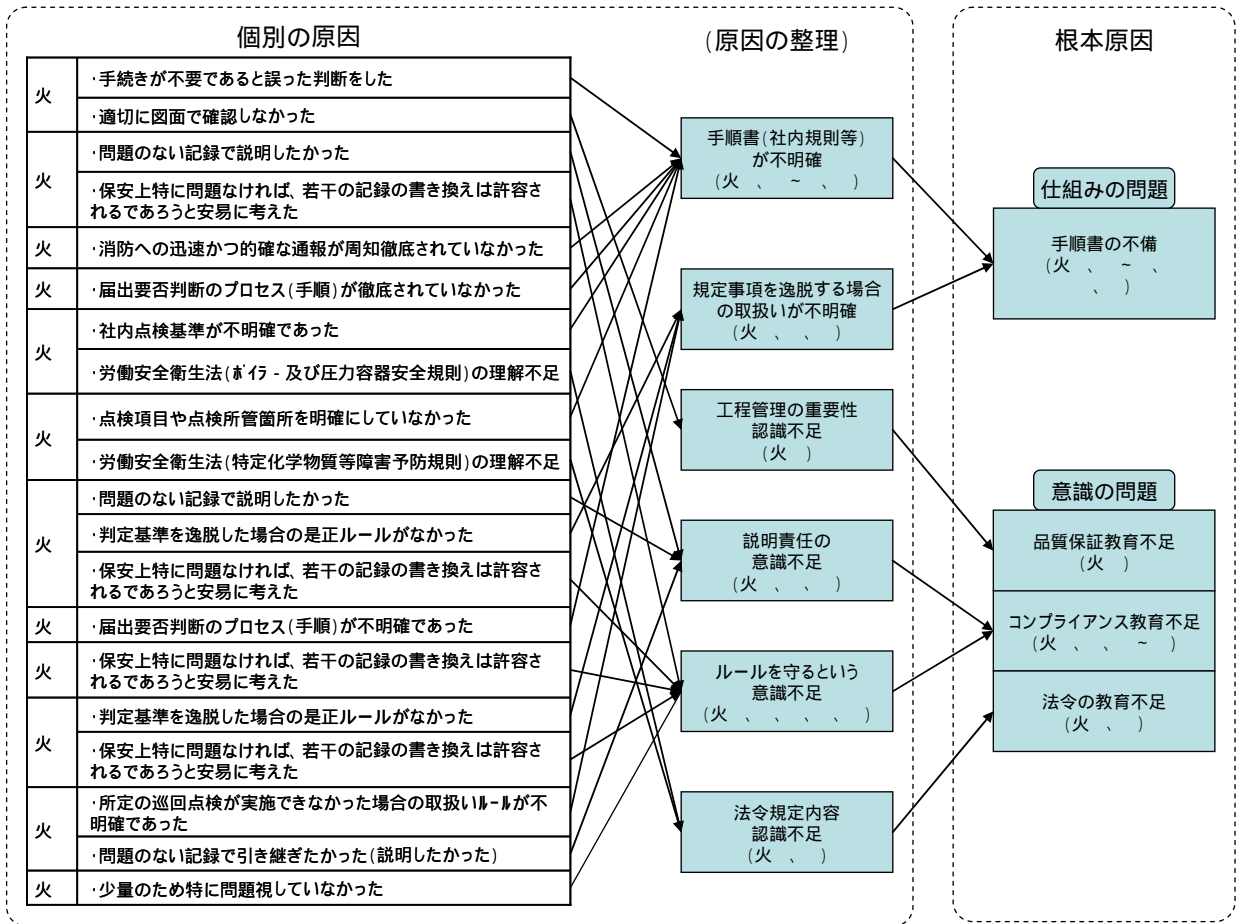 個別の原因
火
・手続きが不要であると誤った判断をした
・適切に図面で確認しなかった
火
・問題のない記録で説明したかった
・保安上特に問題なければ、若干の記録の書き換えは許容さ
れるであろうと安易に考えた
火
・消防への迅速かつ的確な通報が周知徹底されていなかった
火
・届出要否判断のプロセス(手順)が徹底されていなかった
火
・社内点検基準が不明確であった
・労働安全衛生法(ボイラ-及び圧力容器安全規則)の理解不足
火
・点検項目や点検所管箇所を明確にしていなかった
・労働安全衛生法(特定化学物質等障害予防規則)の理解不足
火
・問題のない記録で説明したかった
・判定基準を逸脱した場合の是正ルールがなかった
・保安上特に問題なければ、若干の記録の書き換えは許容さ
れるであろうと安易に考えた
火
・届出要否判断のプロセス(手順)が不明確であった
火
・保安上特に問題なければ、若干の記録の書き換えは許容さ
れるであろうと安易に考えた
火
・判定基準を逸脱した場合の是正ルールがなかった
・保安上特に問題なければ、若干の記録の書き換えは許容さ
れるであろうと安易に考えた
火
・所定の巡回点検が実施できなかった場合の取扱いルールが不
明確であった
・問題のない記録で引き継ぎたかった(説明したかった)
火
・少量のため特に問題視していなかった
(原因の整理)
手順書(社内規則等)
が不明確
(火 、 ~ 、 )
規定事項を逸脱する場合
の取扱いが不明確
(火 、 、 )
工程管理の重要性
認識不足
(火 )
説明責任の
意識不足
(火 、 、 )
ルールを守るという
意識不足
(火 、 、 、 、 )
法令規定内容
認識不足
(火 、 )
根本原因
仕組みの問題
手順書の不備
(火 、 ~ 、
、 )
意識の問題
品質保証教育不足
(火 )
コンプライアンス教育不足
(火 、 、 ~ )
法令の教育不足
(火 、 )